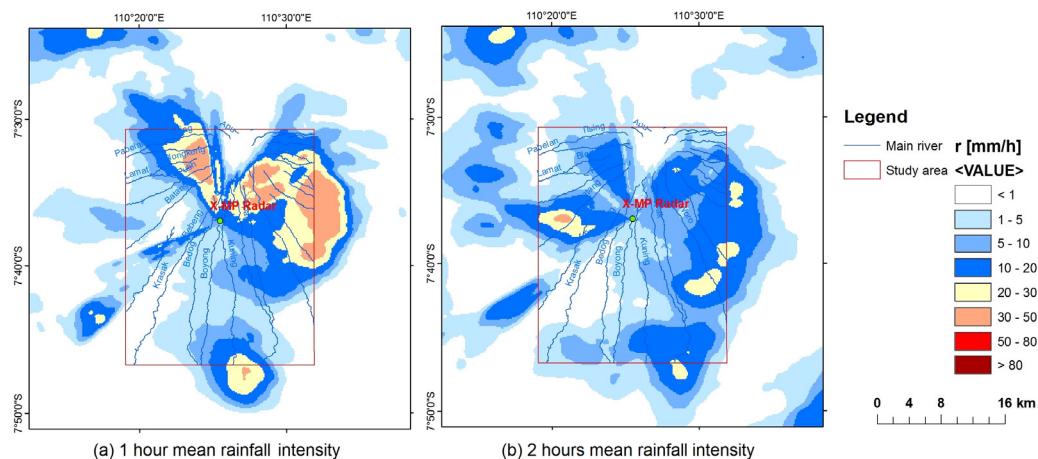 110°20'0"E 110°30'0"E 110°20'0"E 110°30'0"E
7°30'0"S
7°40'0"S
7°50'0"S
Apu
Pabelan
Lamat
X-MP Radar
Bebeng
Krasak
Bedog
Boyong
Kuning
7°30'0"S
7°40'0"S
7°50'0"S
Apu
Pabelan
Lamat
X-MP Radar
Krasak
Bedog
Boyong
Kuning
Legend
Main river
Study area
r [mm/h]
<VALUE>
< 1
1 - 5
5 - 10
10 - 20
20 - 30
30 - 50
50 - 80
> 80
0 4 8 16 km
(a) 1 hour mean rainfall intensity (b) 2 hours mean rainfall intensity